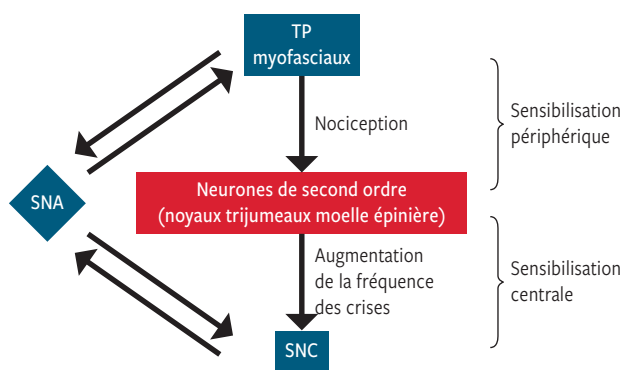 TP
myofasciaux
Nociception
Sensibilisation
périphérique
SNA
Neurones de second ordre
(noyaux trijumeaux moelle épinière)
Augmentation
de la fréquence
des crises
Sensibilisation
centrale
SNC